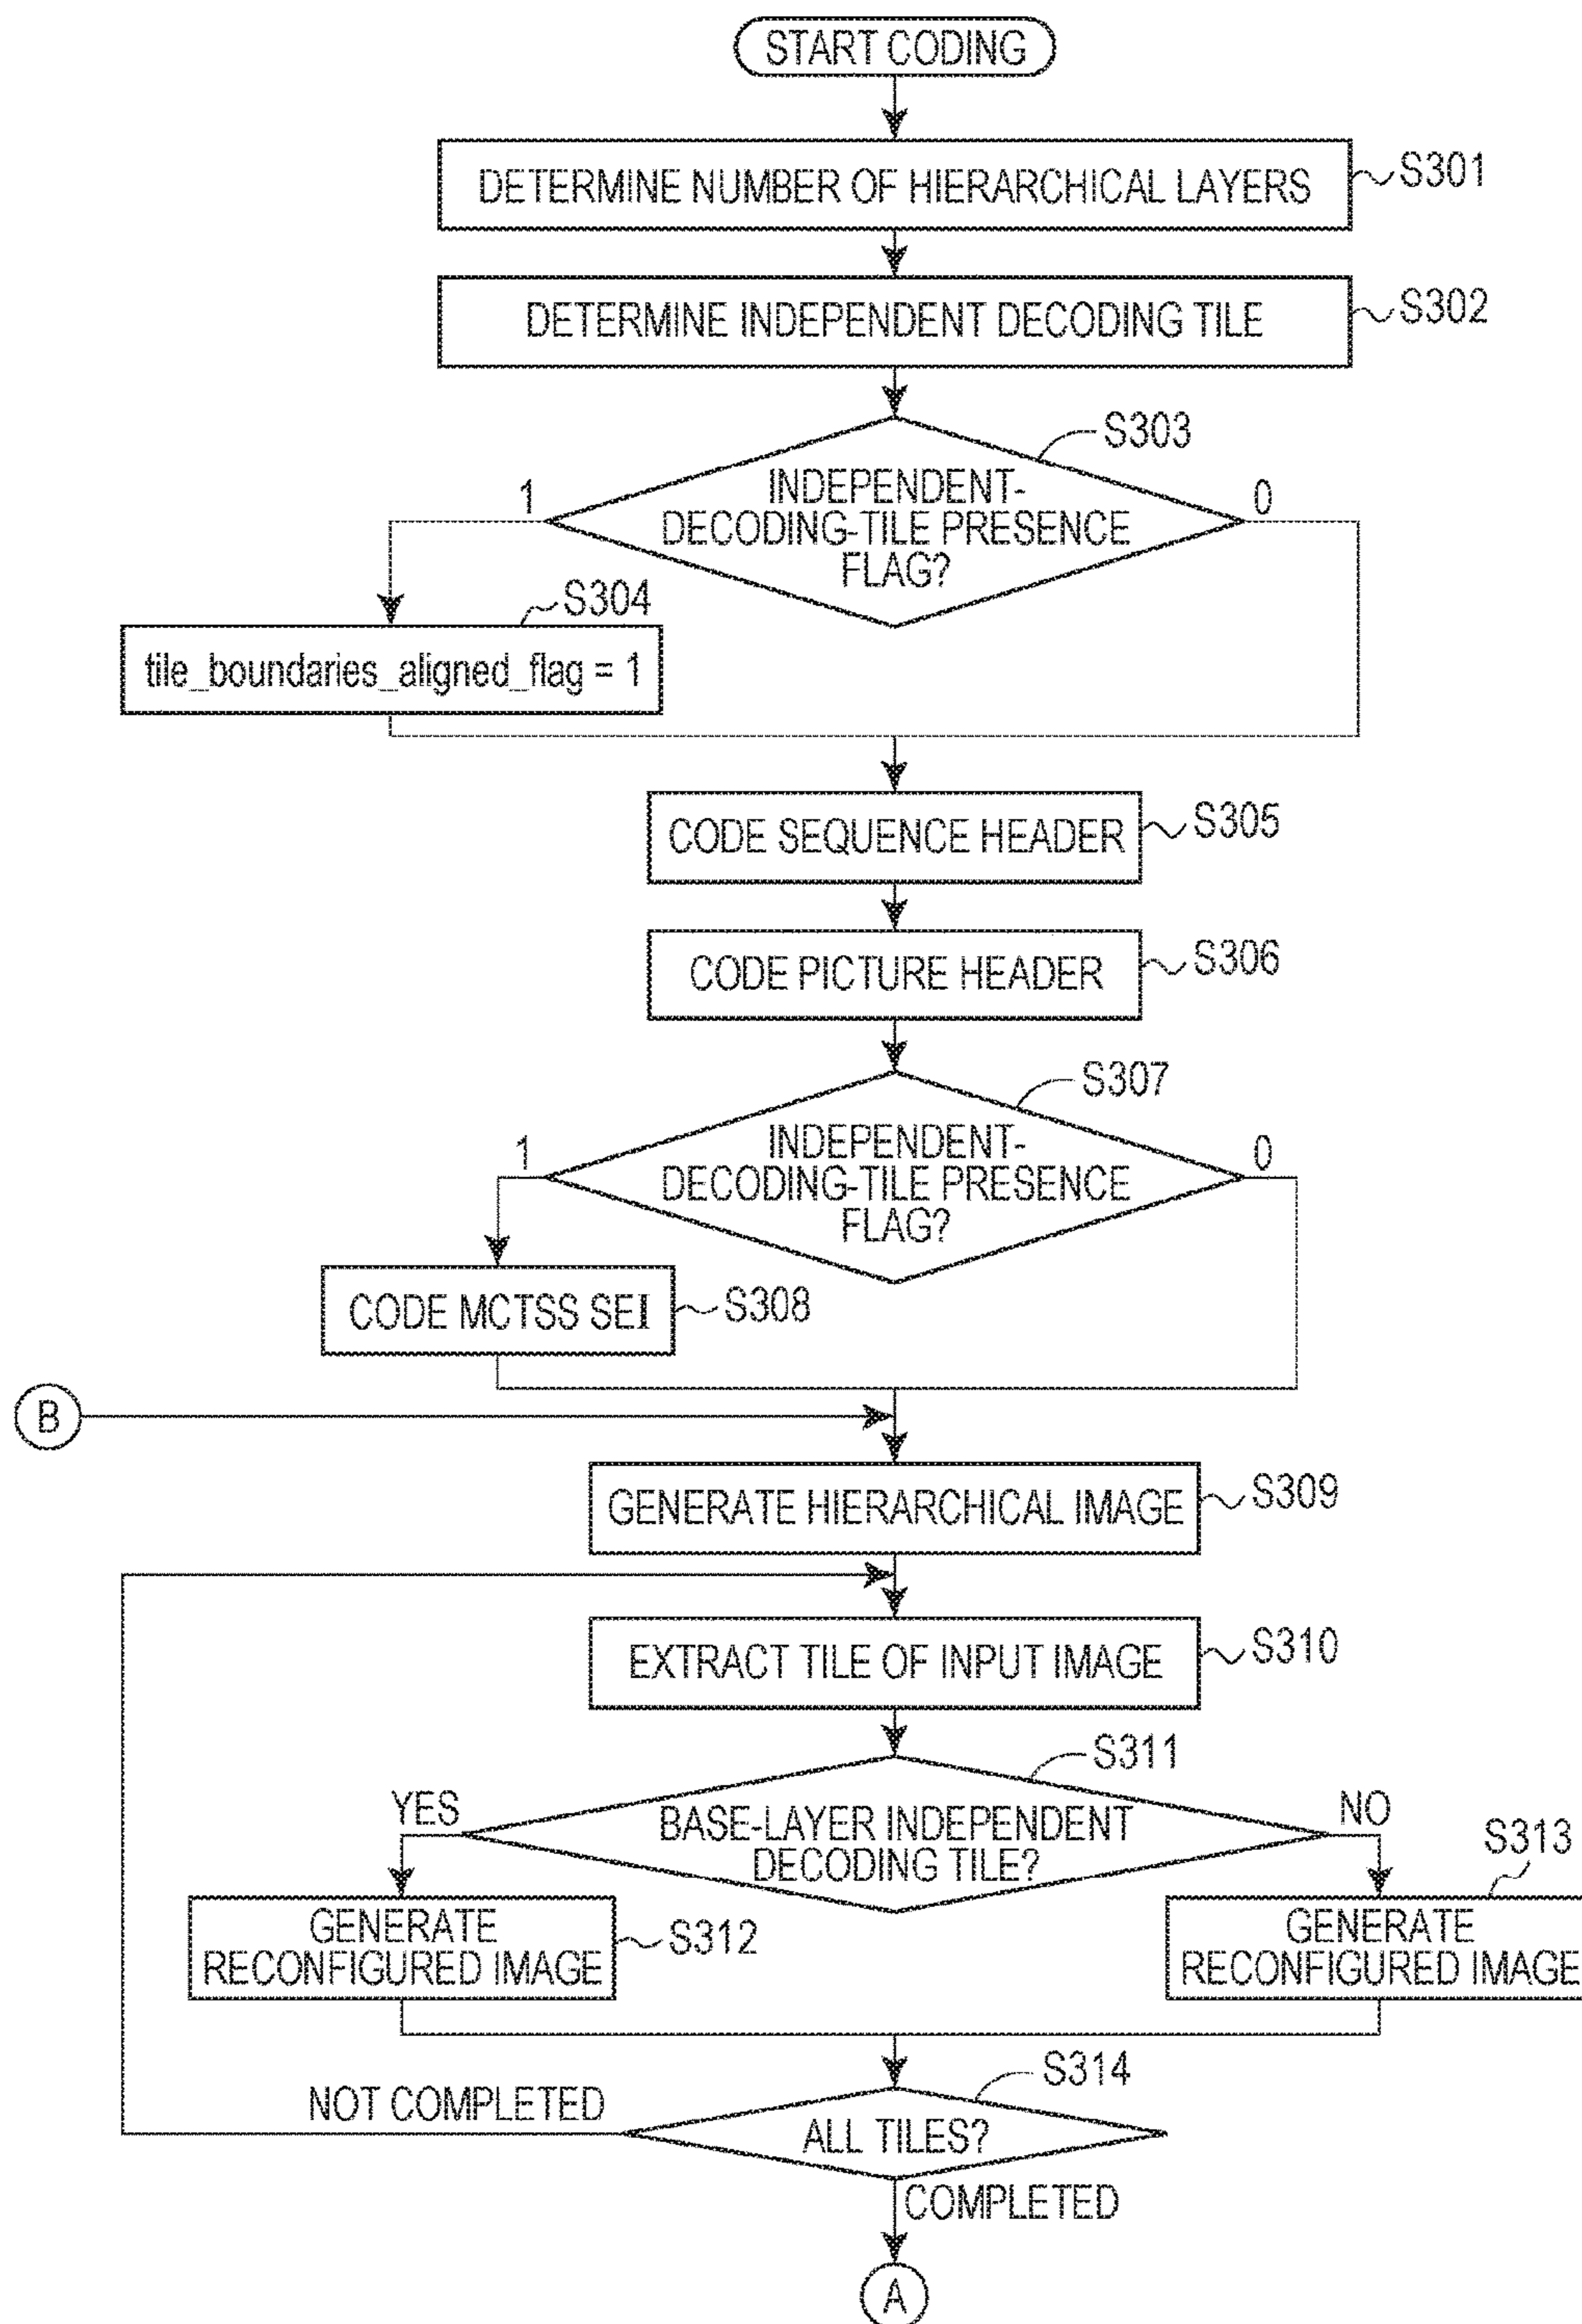 START CODING
DETERMINE NUMBER OF HIERARCHICAL LAYERS
S301
DETERMINE INDEPENDENT DECODING TILE
S302
S303
INDEPENDENT-
DECODING-TILE PRESENCE
FLAG?
1
0
S304
tile_boundaries_aligned_flag = 1
CODE SEQUENCE HEADER
S305
CODE PICTURE HEADER
S306
S307
INDEPENDENT-
DECODING-TILE PRESENCE
FLAG?
1
0
CODE MCTSS SEI
S308
B
GENERATE HIERARCHICAL IMAGE
S309
EXTRACT TILE OF INPUT IMAGE
S310
S311
BASE-LAYER INDEPENDENT
DECODING TILE?
YES
NO
GENERATE
RECONFIGURED IMAGE
S312
S313
GENERATE
RECONFIGURED IMAGE
S314
ALL TILES?
NOT COMPLETED
COMPLETED
A